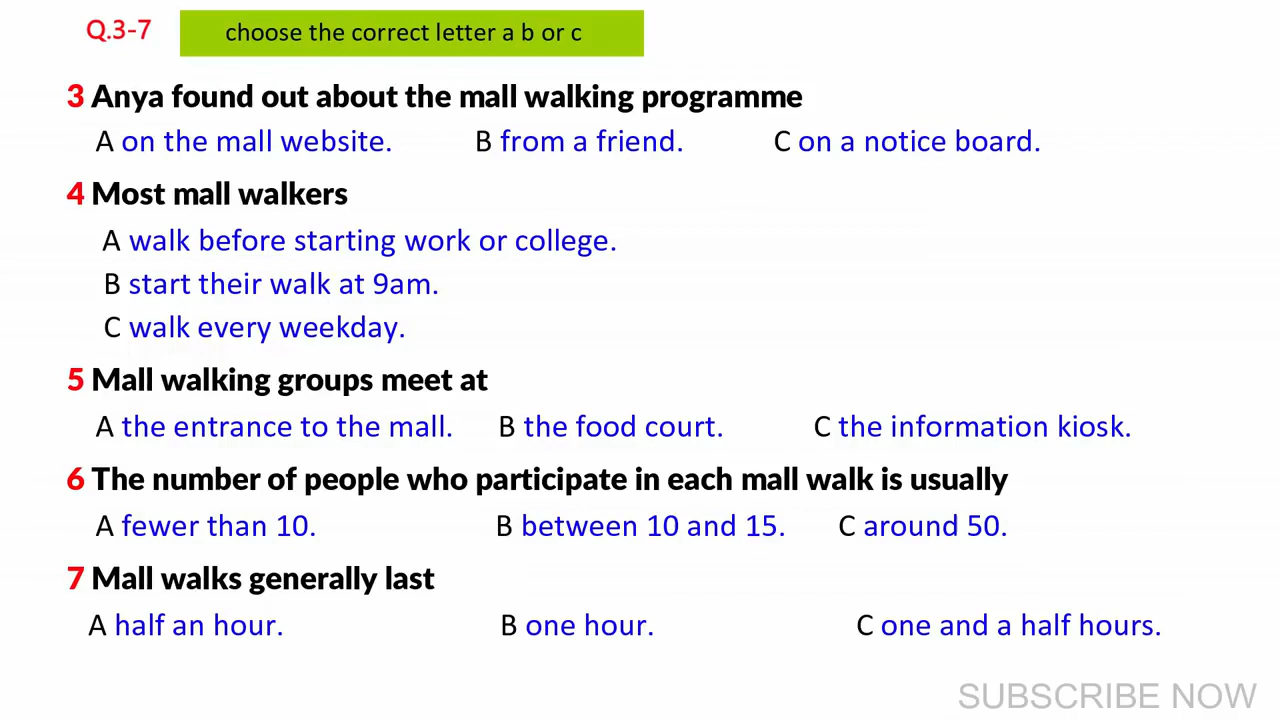 Q.3-7 choose the correct letter a b or c
3 Anya found out about the mall walking programme
A on the mall website. B from a friend. C on a notice board.
4 Most mall walkers
A walk before starting work or college.
B start their walk at 9am.
C walk every weekday.
5 Mall walking groups meet at
A the entrance to the mall. B the food court. C the information kiosk.
6 The number of people who participate in each mall walk is usually
A fewer than 10. B between 10 and 15. C around 50.
7 Mall walks generally last
A half an hour. B one hour. C one and a half hours.
SUBSCRIBE NOW